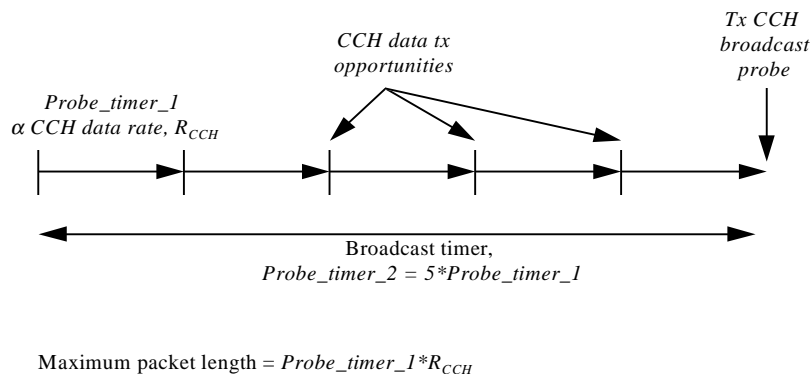 Tx CCH
broadcast
probe
CCH data tx
opportunities
Probe_timer_1
α CCH data rate, R_CCH
Broadcast timer,
Probe_timer_2 = 5*Probe_timer_1
Maximum packet length = Probe_timer_1*R_CCH